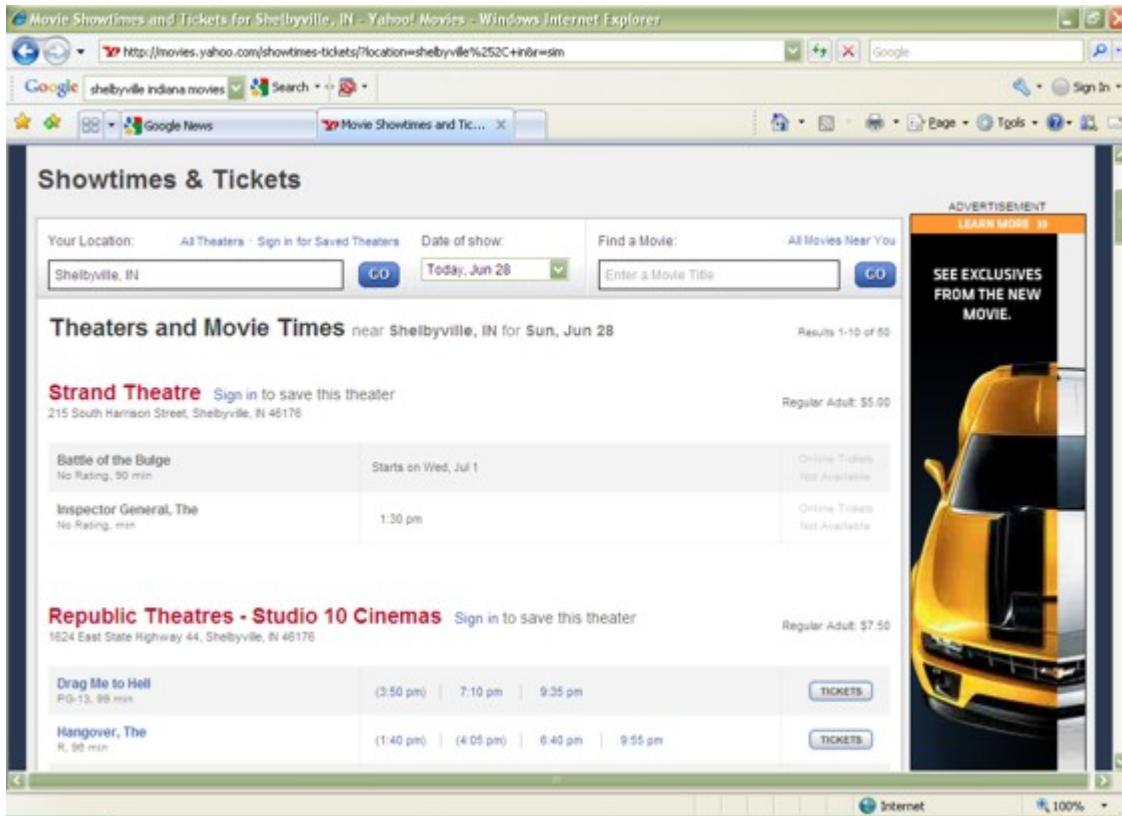 Movie Showtimes and Tickets for Shelbyville, IN - Yahoo! Movies - Windows Internet Explorer
http://movies.yahoo.com/showtimes-tickets/?location=shelbyville%252C+in&r=sim
Google
Google shelbyville indiana movies Search Sign In
Google News Movie Showtimes and Tic... X Page Tools
Showtimes & Tickets
ADVERTISEMENT
LEARN MORE »
Your Location: All Theaters · Sign in for Saved Theaters Date of show: Find a Movie: All Movies Near You
Shelbyville, IN GO Today, Jun 28 Enter a Movie Title GO
SEE EXCLUSIVES
FROM THE NEW
MOVIE.
Theaters and Movie Times near Shelbyville, IN for Sun, Jun 28 Results 1-10 of 50
Strand Theatre Sign in to save this theater
215 South Harrison Street, Shelbyville, IN 46176 Regular Adult: $5.00
Battle of the Bulge
No Rating, 90 min
Starts on Wed, Jul 1
Online Tickets
Not Available
Inspector General, The
No Rating, min
1:30 pm
Online Tickets
Not Available
Republic Theatres - Studio 10 Cinemas Sign in to save this theater
1624 East State Highway 44, Shelbyville, IN 46176 Regular Adult: $7.50
Drag Me to Hell
PG-13, 99 min
(3:50 pm) | 7:10 pm | 9:35 pm TICKETS
Hangover, The
R, 96 min
(1:40 pm) | (4:05 pm) | 6:40 pm | 9:55 pm TICKETS
Internet 100%